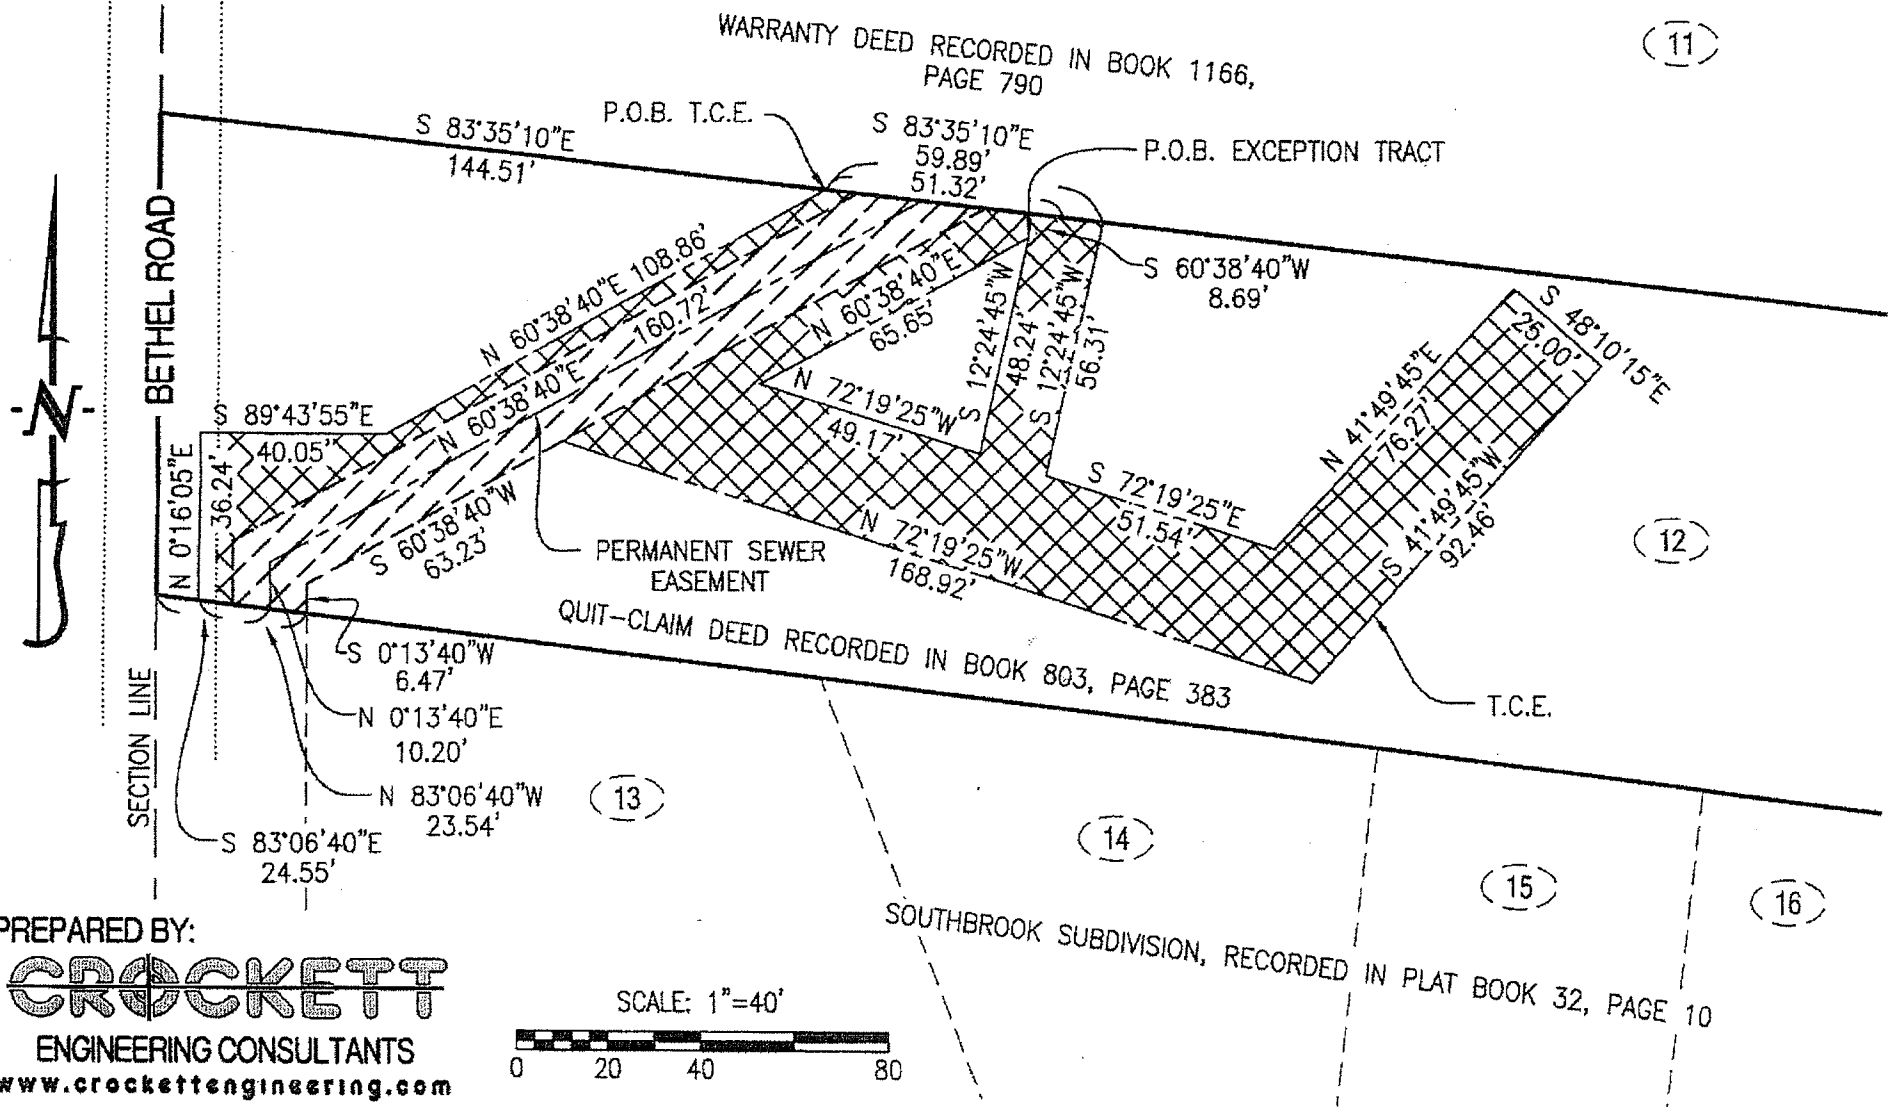 WARRANTY DEED RECORDED IN BOOK 1166,
PAGE 790
11
P.O.B. T.C.E.
S 83°35'10"E
144.51'
S 83°35'10"E
59.89'
51.32'
P.O.B. EXCEPTION TRACT
BETHEL ROAD
N 60°38'40"E 108.86'
160.72'
N 60°38'40"E
N 60°38'40"E
65.65'
S 12°24'45"W
48.24'
S 12°24'45"W
56.31'
S 60°38'40"W
8.69'
S 48°10'15"E
25.00'
N 41°49'45"E
76.27'
S 41°49'45"W
92.46'
N
S 89°43'55"E
40.05'
N 0°16'05"E
36.24'
N 72°19'25"W
49.17'
S 72°19'25"E
51.54'
N 72°19'25"W
168.92'
S 60°38'40"W
63.23'
PERMANENT SEWER
EASEMENT
12
QUIT-CLAIM DEED RECORDED IN BOOK 803, PAGE 383
S 0°13'40"W
6.47'
N 0°13'40"E
10.20'
N 83°06'40"W
23.54'
S 83°06'40"E
24.55'
SECTION LINE
T.C.E.
13
14
15
16
SOUTHBROOK SUBDIVISION, RECORDED IN PLAT BOOK 32, PAGE 10
PREPARED BY:
CROCKETT
ENGINEERING CONSULTANTS
www.crockettengineering.com
SCALE: 1"=40'
0 20 40 80